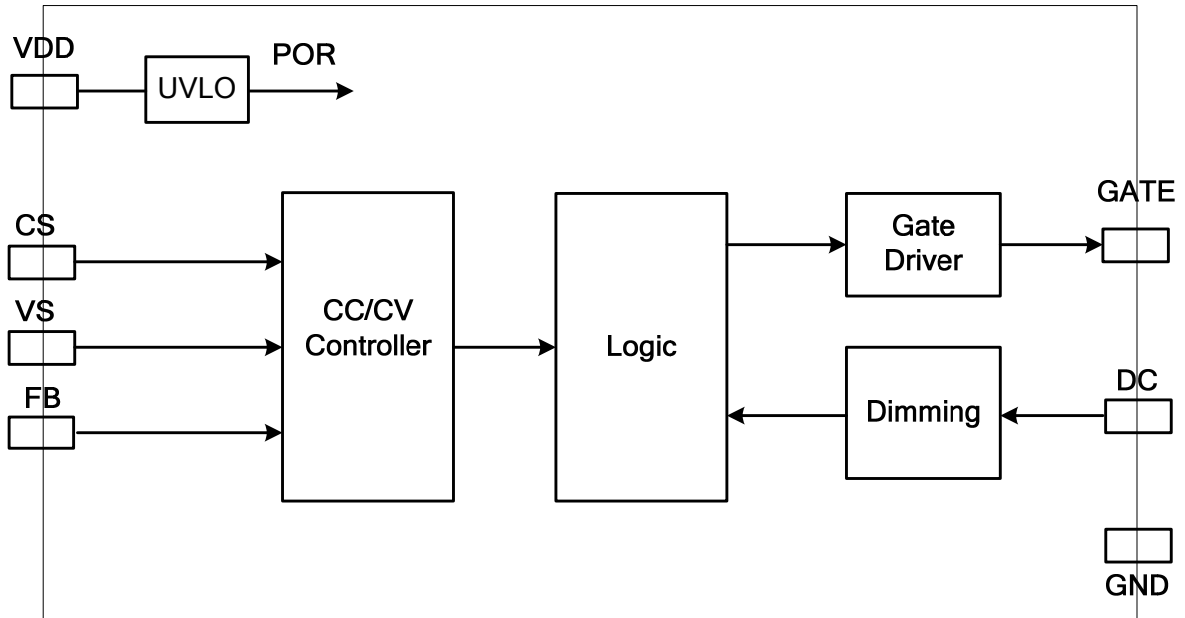 VDD
UVLO
POR
CS
VS
FB
CC/CV
Controller
Logic
Gate
Driver
Dimming
GATE
DC
GND